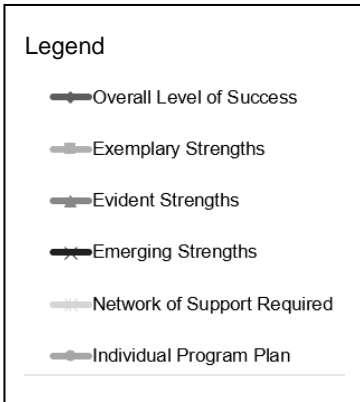 Legend
Overall Level of Success
Exemplary Strengths
Evident Strengths
Emerging Strengths
Network of Support Required
Individual Program Plan